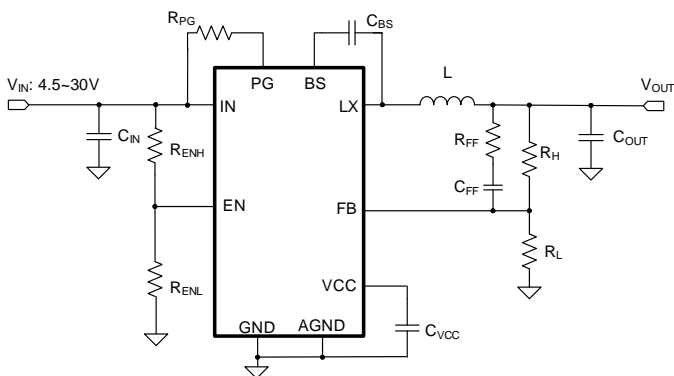 RPG
CBS
VIN: 4.5~30V
PG
BS
L
VOUT
IN
LX
CIN
RENH
RFF
RH
COUT
CFF
EN
FB
RL
RENL
VCC
GND
AGND
CVCC